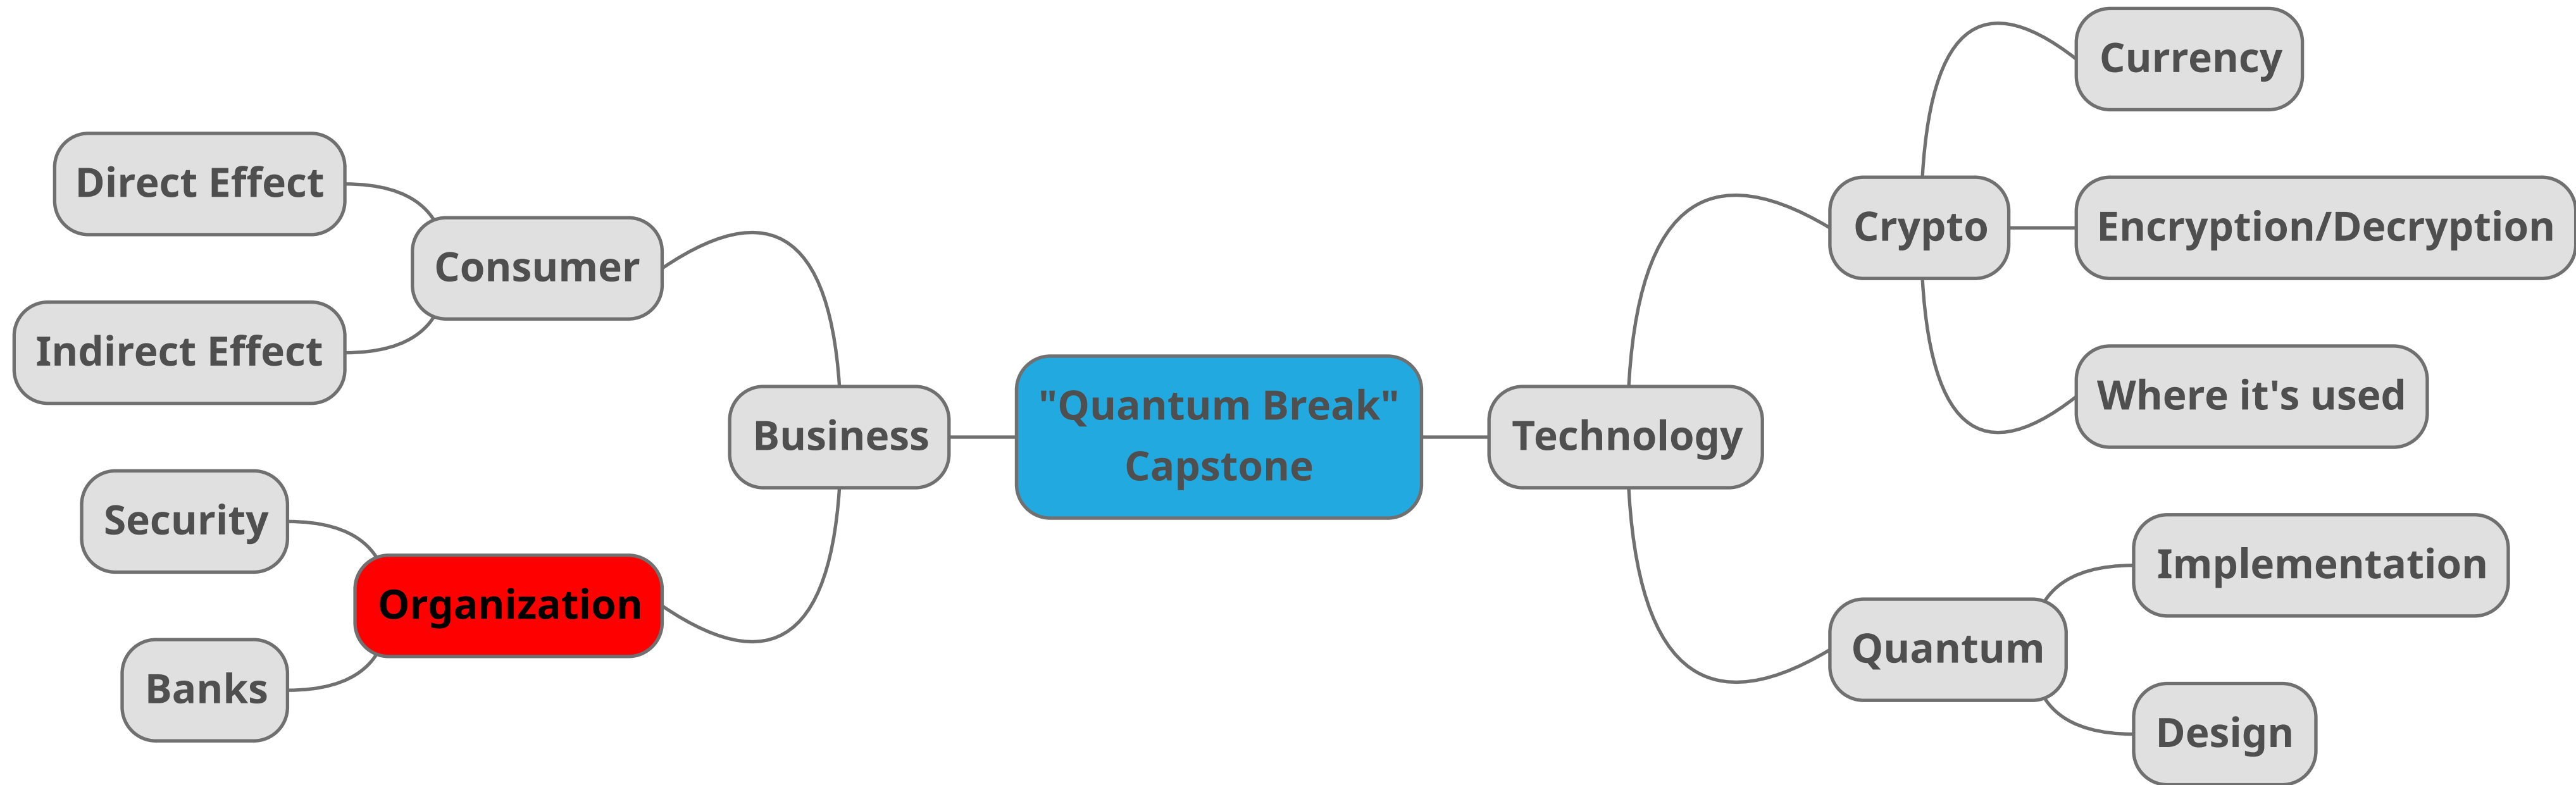 Currency
Direct Effect
Crypto
Encryption/Decryption
Consumer
Indirect Effect
Where it's used
"Quantum Break"
Capstone
Business
Technology
Security
Implementation
Organization
Quantum
Banks
Design